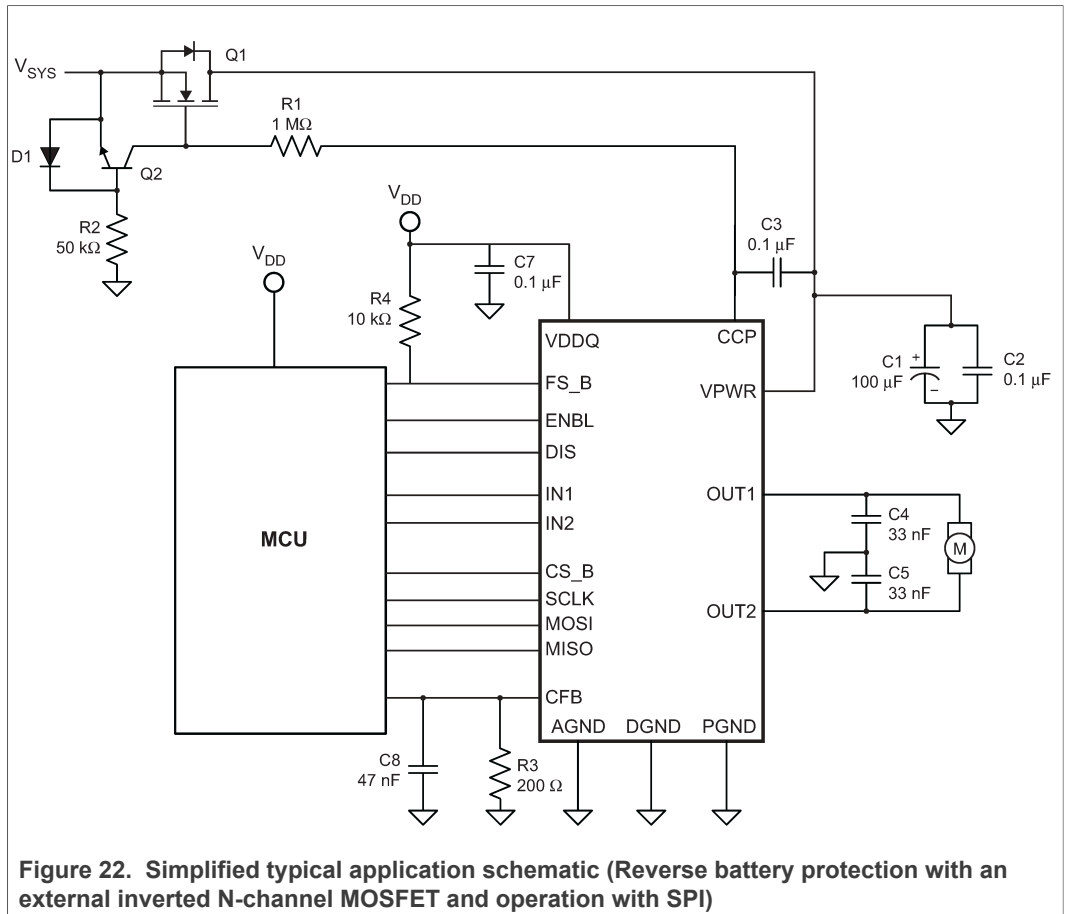 VSYS
Q1
R1
1 MΩ
D1
Q2
R2
50 kΩ
VDD
VDD
C3
0.1 µF
C7
0.1 µF
R4
10 kΩ
VDDQ
CCP
FS_B
VPWR
C1
100 µF
+
−
C2
0.1 µF
ENBL
DIS
IN1
IN2
OUT1
C4
33 nF
M
C5
33 nF
OUT2
MCU
CS_B
SCLK
MOSI
MISO
CFB
AGND DGND PGND
C8
47 nF
R3
200 Ω
Figure 22. Simplified typical application schematic (Reverse battery protection with an
external inverted N-channel MOSFET and operation with SPI)